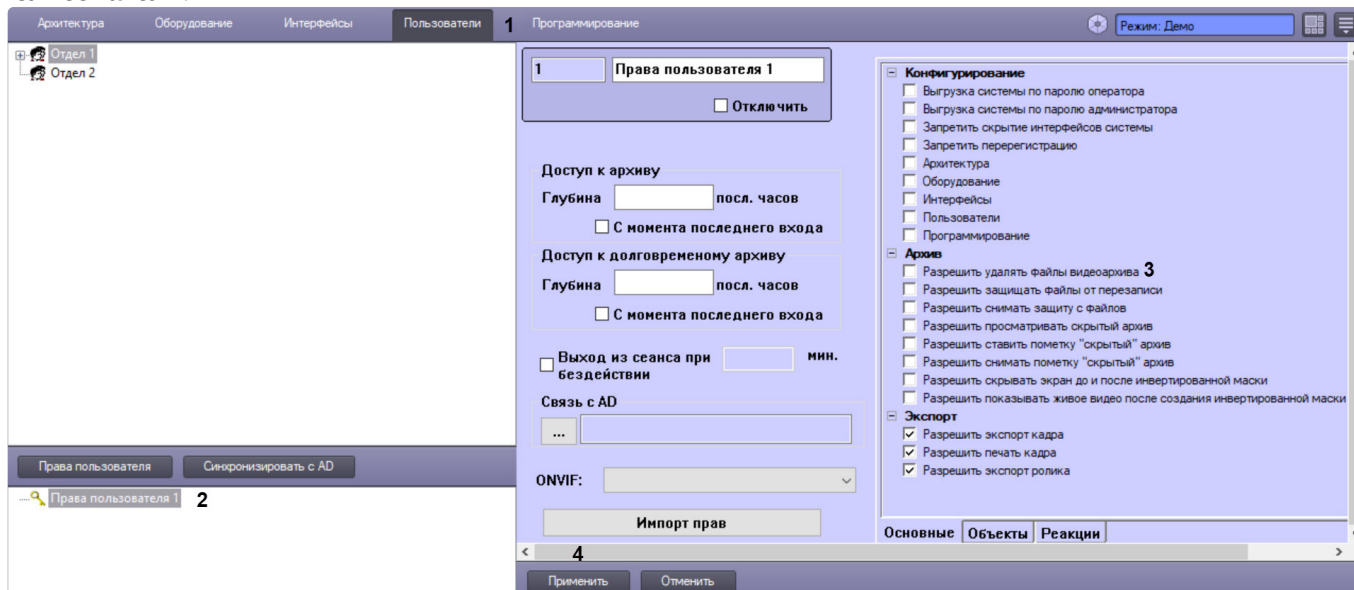 Архитектура Оборудование Интерфейсы Пользователи 1 Программирование Режим: Демо
Отдел 1
Отдел 2
Права пользователя Синхронизировать с AD
Права пользователя 1 2
1 Права пользователя 1
Отключить
Доступ к архиву
Глубина посл. часов
С момента последнего входа
Доступ к долговременому архиву
Глубина посл. часов
С момента последнего входа
Выход из сеанса при мин.
бездействии
Связь с AD
...
ONVIF:
Импорт прав
4
Применить Отменить
Конфигурирование
Выгрузка системы по паролю оператора
Выгрузка системы по паролю администратора
Запретить скрытие интерфейсов системы
Запретить перерегистрацию
Архитектура
Оборудование
Интерфейсы
Пользователи
Программирование
Архив
Разрешить удалять файлы видеоархива 3
Разрешить защищать файлы от перезаписи
Разрешить снимать защиту с файлов
Разрешить просматривать скрытый архив
Разрешить ставить пометку "скрытый" архив
Разрешить снимать пометку "скрытый" архив
Разрешить скрывать экран до и после инвертированной маски
Разрешить показывать живое видео после создания инвертированной маски
Экспорт
Разрешить экспорт кадра
Разрешить печать кадра
Разрешить экспорт ролика
Основные Объекты Реакции